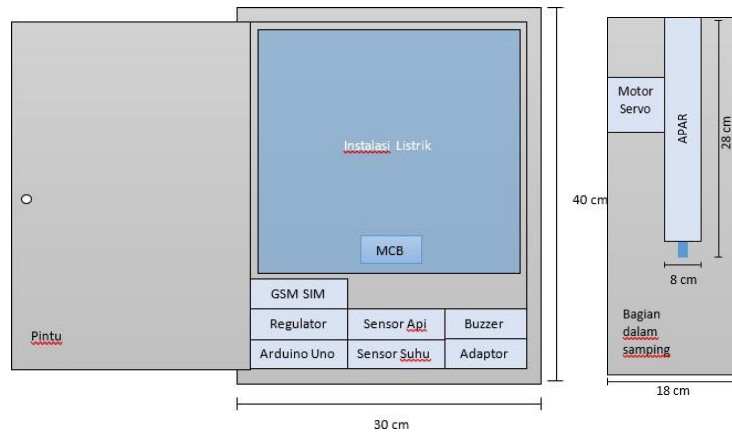 Instalasi Listrik
MCB
GSM SIM
Regulator
Sensor Api
Buzzer
Arduino Uno
Sensor Suhu
Adaptor
Pintu
40 cm
30 cm
Motor
Servo
APAR
28 cm
8 cm
Bagian
dalam
samping
18 cm